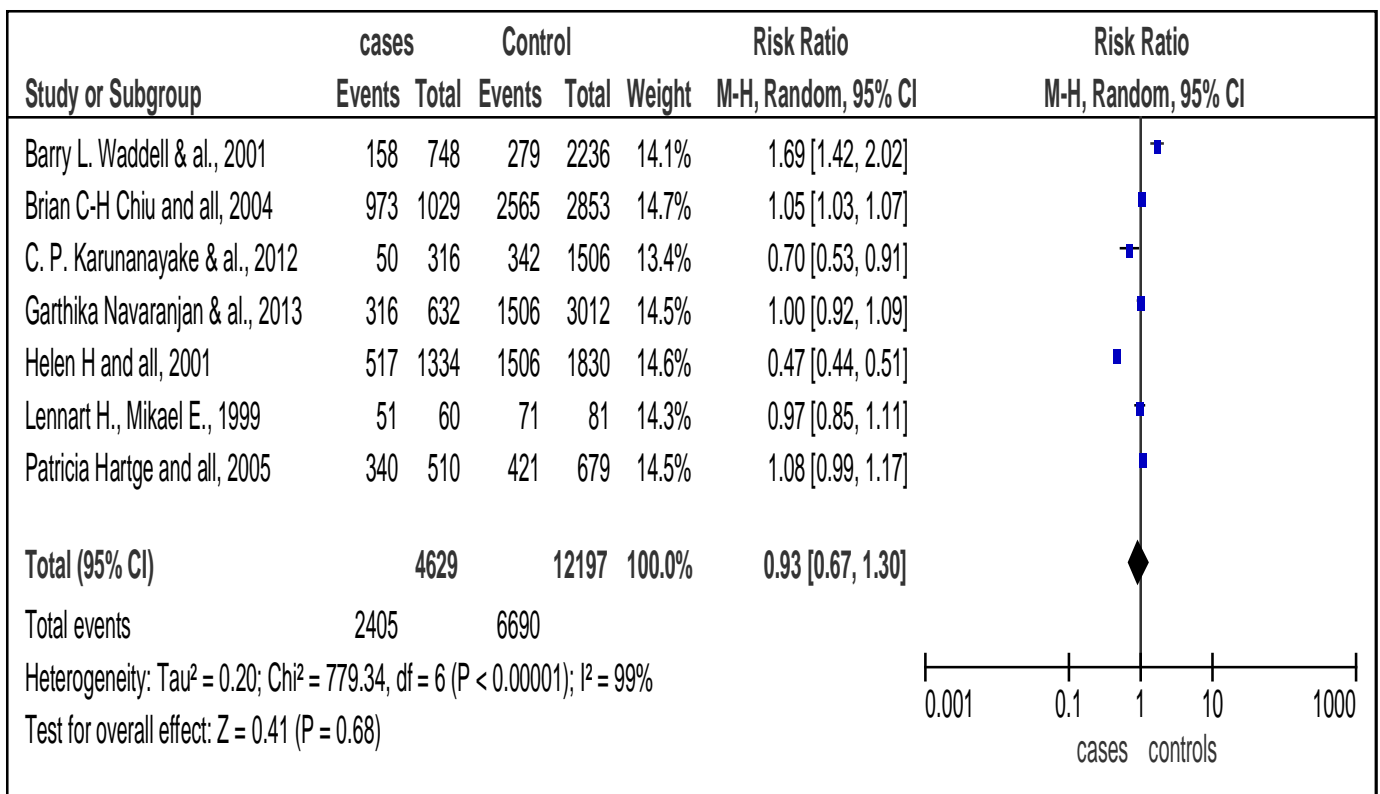 cases Control Risk Ratio Risk Ratio
Study or Subgroup Events Total Events Total Weight M-H, Random, 95% CI M-H, Random, 95% CI
Barry L. Waddell & al., 2001 158 748 279 2236 14.1% 1.69 [1.42, 2.02]
Brian C-H Chiu and all, 2004 973 1029 2565 2853 14.7% 1.05 [1.03, 1.07]
C. P. Karunanayake & al., 2012 50 316 342 1506 13.4% 0.70 [0.53, 0.91]
Garthika Navaranjan & al., 2013 316 632 1506 3012 14.5% 1.00 [0.92, 1.09]
Helen H and all, 2001 517 1334 1506 1830 14.6% 0.47 [0.44, 0.51]
Lennart H., Mikael E., 1999 51 60 71 81 14.3% 0.97 [0.85, 1.11]
Patricia Hartge and all, 2005 340 510 421 679 14.5% 1.08 [0.99, 1.17]
Total (95% CI) 4629 12197 100.0% 0.93 [0.67, 1.30]
Total events 2405 6690
Heterogeneity: Tau² = 0.20; Chi² = 779.34, df = 6 (P < 0.00001); I² = 99%
Test for overall effect: Z = 0.41 (P = 0.68)
0.001 0.1 1 10 1000
cases controls